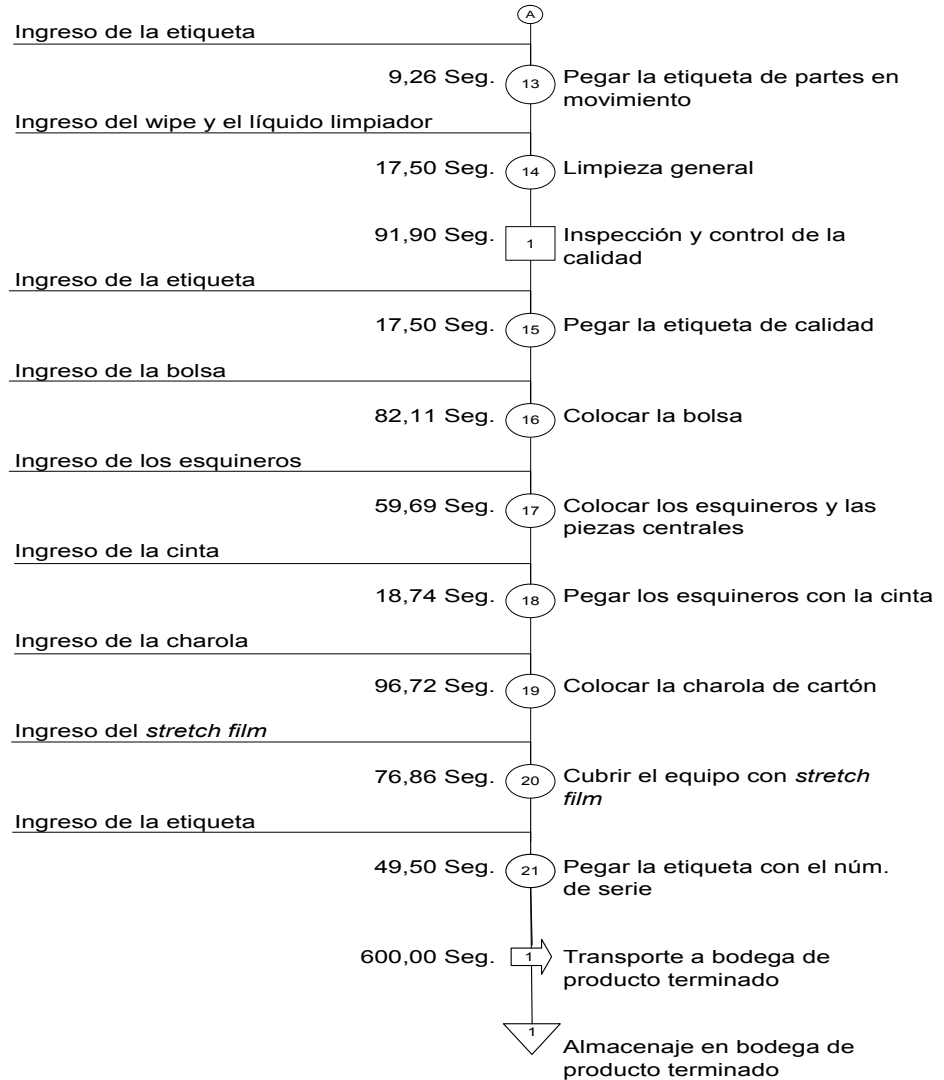 A
Ingreso de la etiqueta
9,26 Seg.
13
Pegar la etiqueta de partes en
movimiento
Ingreso del wipe y el líquido limpiador
17,50 Seg.
14
Limpieza general
91,90 Seg.
1
Inspección y control de la
calidad
Ingreso de la etiqueta
17,50 Seg.
15
Pegar la etiqueta de calidad
Ingreso de la bolsa
82,11 Seg.
16
Colocar la bolsa
Ingreso de los esquineros
59,69 Seg.
17
Colocar los esquineros y las
piezas centrales
Ingreso de la cinta
18,74 Seg.
18
Pegar los esquineros con la cinta
Ingreso de la charola
96,72 Seg.
19
Colocar la charola de cartón
Ingreso del stretch film
76,86 Seg.
20
Cubrir el equipo con stretch
film
Ingreso de la etiqueta
49,50 Seg.
21
Pegar la etiqueta con el núm.
de serie
600,00 Seg.
1
Transporte a bodega de
producto terminado
1
Almacenaje en bodega de
producto terminado